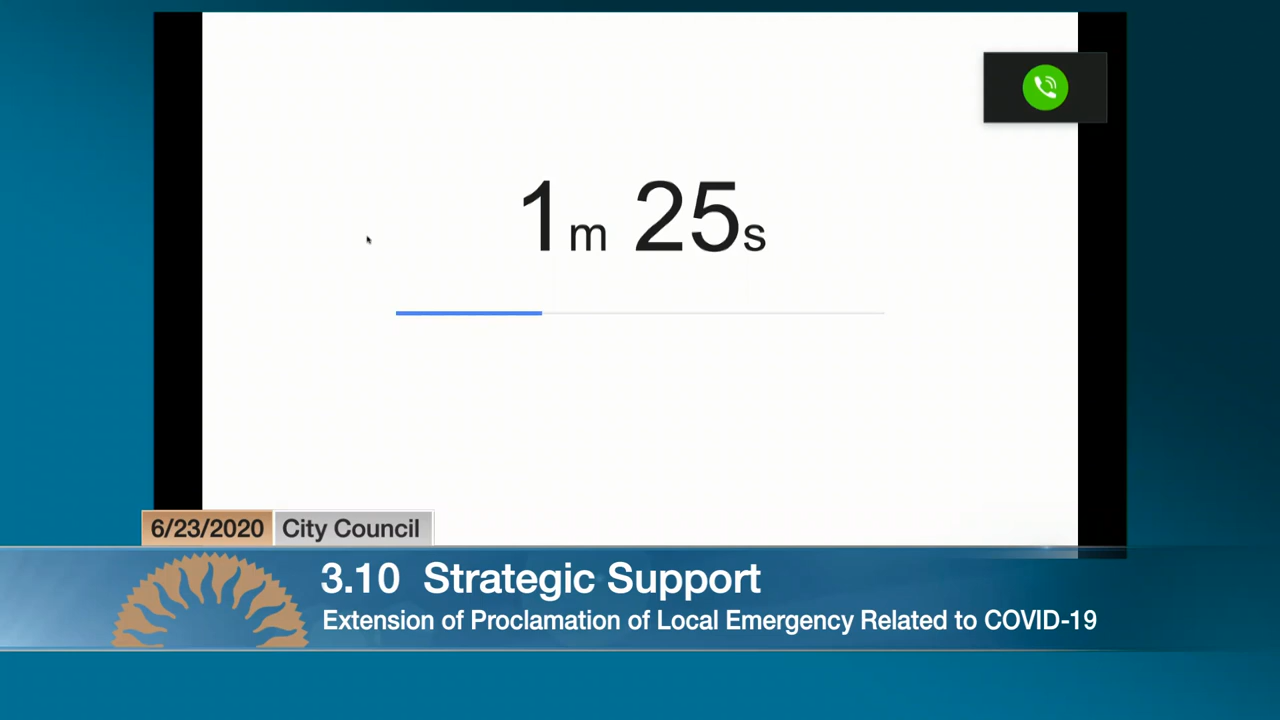 1m 25s
6/23/2020 City Council
3.10 Strategic Support
Extension of Proclamation of Local Emergency Related to COVID-19